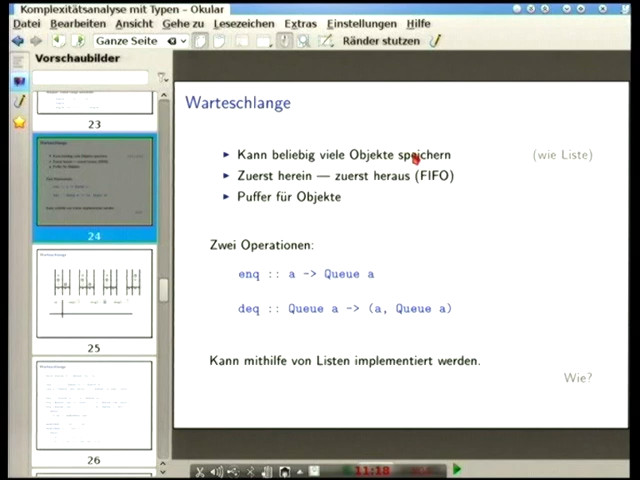 Komplexitätsanalyse mit Typen – Okular
Datei Bearbeiten Ansicht Gehe zu Lesezeichen Extras Einstellungen Hilfe
Ganze Seite Ränder stutzen
Vorschaubilder
23
24
25
26
Warteschlange
► Kann beliebig viele Objekte speichern (wie Liste)
► Zuerst herein — zuerst heraus (FIFO)
► Puffer für Objekte
Zwei Operationen:
enq :: a -> Queue a
deq :: Queue a -> (a, Queue a)
Kann mithilfe von Listen implementiert werden.
Wie?
11:18